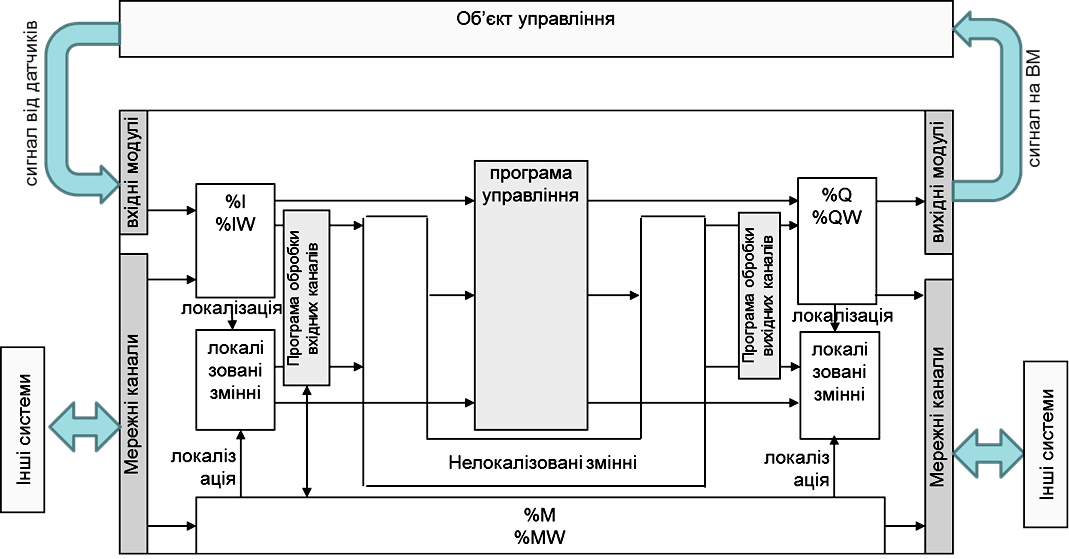 Об’єкт управління
сигнал від датчиків
сигнал на ВМ
вхідні модулі
вихідні модулі
програма
управління
%I
%IW
%Q
%QW
Програма обробки
вхідних каналів
Програма обробки
вихідних каналів
локалізація
локалізація
локалі
зовані
змінні
локалі
зовані
змінні
Інші системи
Мережні канали
Мережні канали
Інші системи
локаліз
ація
Нелокалізовані змінні
локаліз
ація
%M
%MW